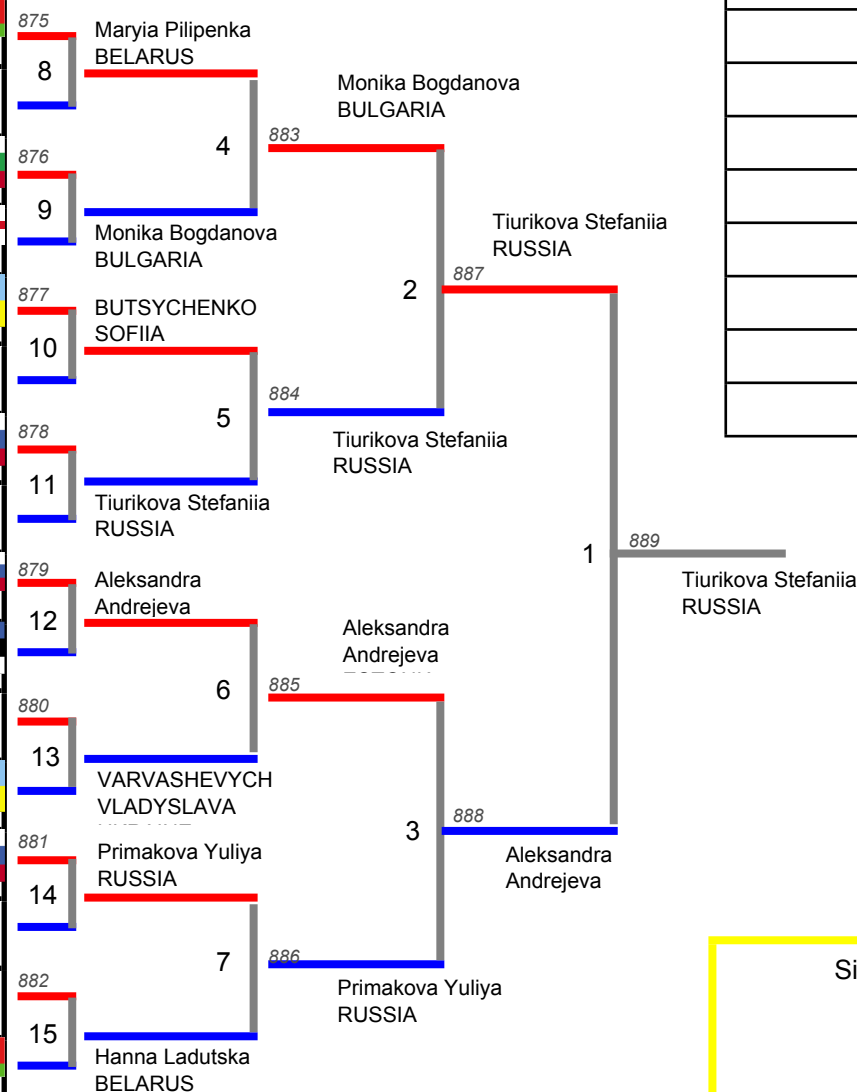 875
Maryia Pilipenka
BELARUS
8
4
876
9
Monika Bogdanova
BULGARIA
877
BUTSYCHENKO
SOFIIA
10
5
878
11
Tiurikova Stefaniia
RUSSIA
879
Aleksandra
Andrejeva
12
6
880
13
VARVASHEVYCH
VLADYSLAVA
881
Primakova Yuliya
RUSSIA
14
7
882
15
Hanna Ladutska
BELARUS
Monika Bogdanova
BULGARIA
883
2
884
Tiurikova Stefaniia
RUSSIA
Aleksandra
Andrejeva
885
3
886
Primakova Yuliya
RUSSIA
Tiurikova Stefaniia
RUSSIA
887
1
888
Aleksandra
Andrejeva
889
Tiurikova Stefaniia
RUSSIA
Si